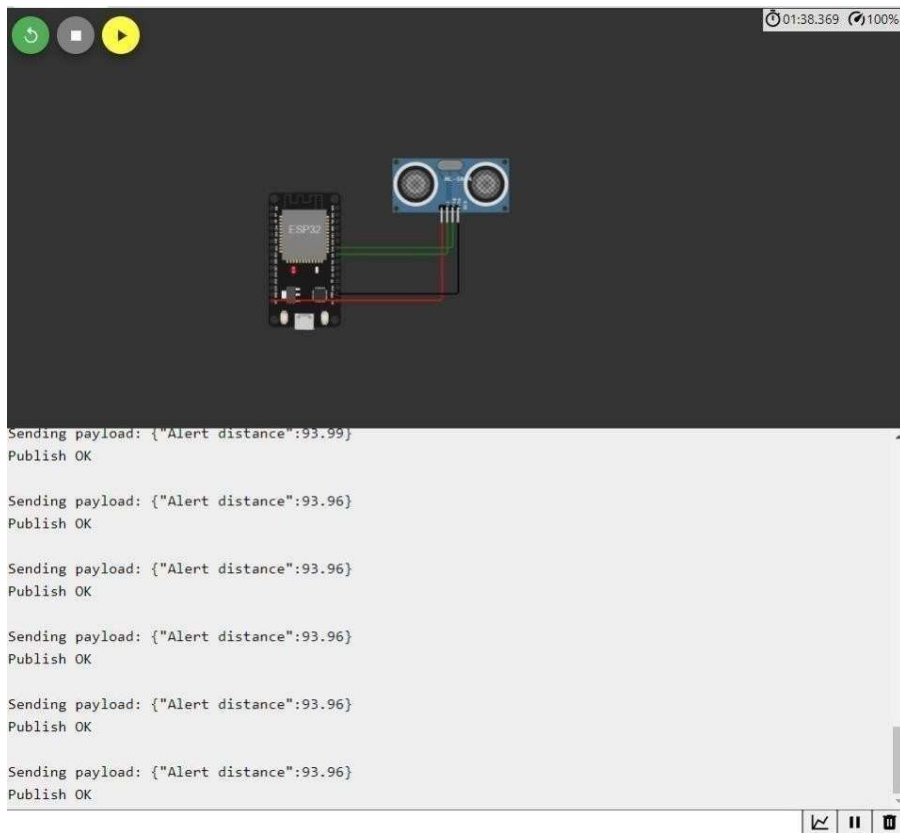 01:38.369 100%
ESP32
Sending payload: {"Alert distance":93.99}
Publish OK
Sending payload: {"Alert distance":93.96}
Publish OK
Sending payload: {"Alert distance":93.96}
Publish OK
Sending payload: {"Alert distance":93.96}
Publish OK
Sending payload: {"Alert distance":93.96}
Publish OK
Sending payload: {"Alert distance":93.96}
Publish OK